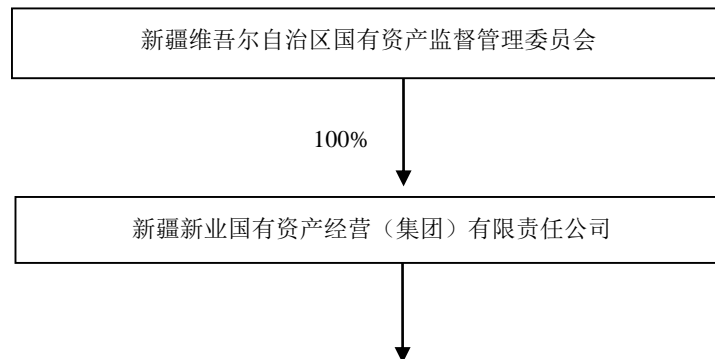 新疆维吾尔自治区国有资产监督管理委员会
100%
新疆新业国有资产经营（集团）有限责任公司